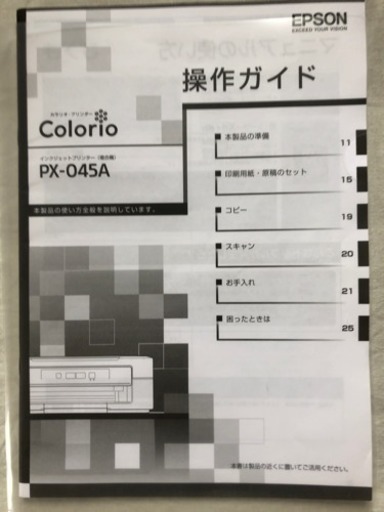 EPSON
EXCEED YOUR VISION
操作ガイド
カラリオ・プリンター
Colorio
インクジェットプリンター(複合機)
PX-045A
本製品の使い方全般を説明しています。
■ 本製品の準備 11
■ 印刷用紙・原稿のセット 15
■ コピー 19
■ スキャン 20
■ お手入れ 21
■ 困ったときは 25
本書は製品の近くに置いてご活用ください。